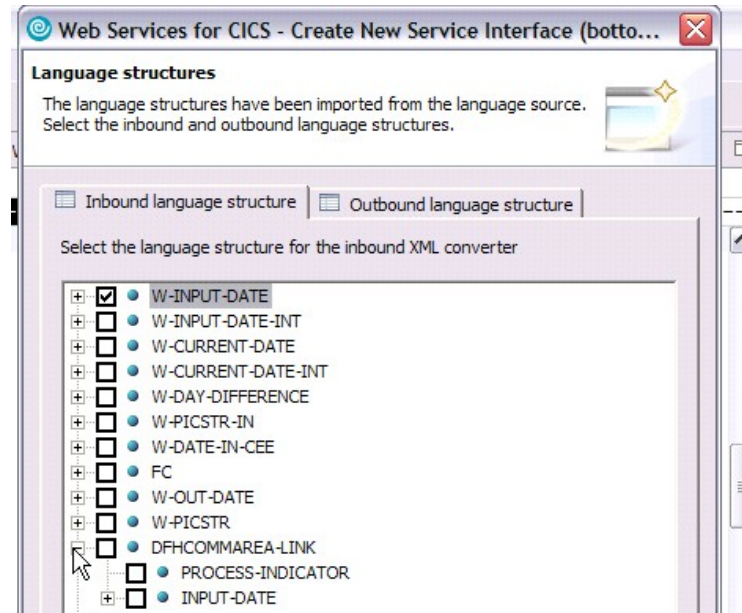 Web Services for CICS - Create New Service Interface (botto...
Language structures
The language structures have been imported from the language source.
Select the inbound and outbound language structures.
Inbound language structure
Outbound language structure
Select the language structure for the inbound XML converter
W-INPUT-DATE
W-INPUT-DATE-INT
W-CURRENT-DATE
W-CURRENT-DATE-INT
W-DAY-DIFFERENCE
W-PICSTR-IN
W-DATE-IN-CEE
FC
W-OUT-DATE
W-PICSTR
DFHCOMMAREA-LINK
PROCESS-INDICATOR
INPUT-DATE